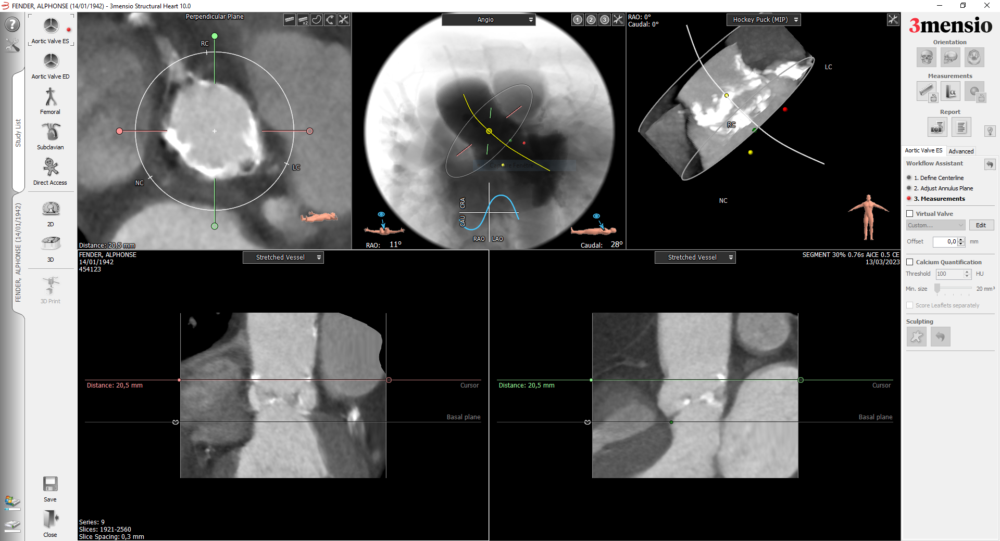 FENDER, ALPHONSE (14/01/1942) - 3mensio Structural Heart 10.0
Study List
FENDER, ALPHONSE (14/01/1942)
Aortic Valve ES
Aortic Valve ED
Femoral
Subclavian
Direct Access
2D
3D
3D Print
Save
Close
Perpendicular Plane
x2
RC
LC
NC
Distance: 20,5 mm
Angio
1 2 3
Capture Fenêtre
CRA
CAU
RAO LAO
RAO: 11°
Caudal: 28°
RAO: 0°
Caudal: 0°
Hockey Puck (MIP)
LC
RC
NC
FENDER, ALPHONSE
14/01/1942
454123
Stretched Vessel
Distance: 20,5 mm
Cursor
Basal plane
Series: 9
Slices: 1921-2560
Slice Spacing: 0,3 mm
Stretched Vessel
SEGMENT 30% 0.76s AiCE 0.5 CE
13/03/2023
Distance: 20,5 mm
Cursor
Basal plane
3mensio
Orientation
Measurements
Report
Aortic Valve ES
Advanced
Workflow Assistant
1. Define Centerline
2. Adjust Annulus Plane
3. Measurements
Virtual Valve
Custom...
Edit
Offset 0,0 mm
Calcium Quantification
Threshold 100 HU
Min. size 20 mm³
Score Leaflets separately
Sculpting